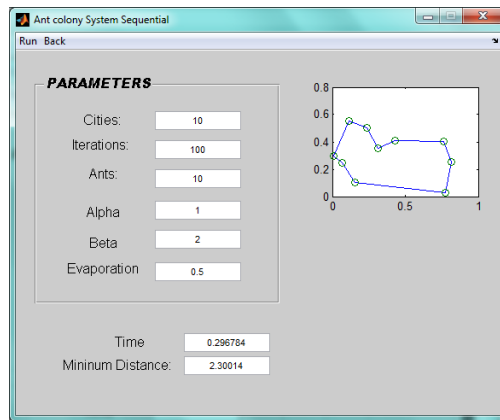 Ant colony System Sequential
Run Back
PARAMETERS
Cities: 10
Iterations: 100
Ants: 10
Alpha 1
Beta 2
Evaporation 0.5
Time 0.296784
Mininum Distance: 2.30014
0.8
0.6
0.4
0.2
0
0 0.5 1